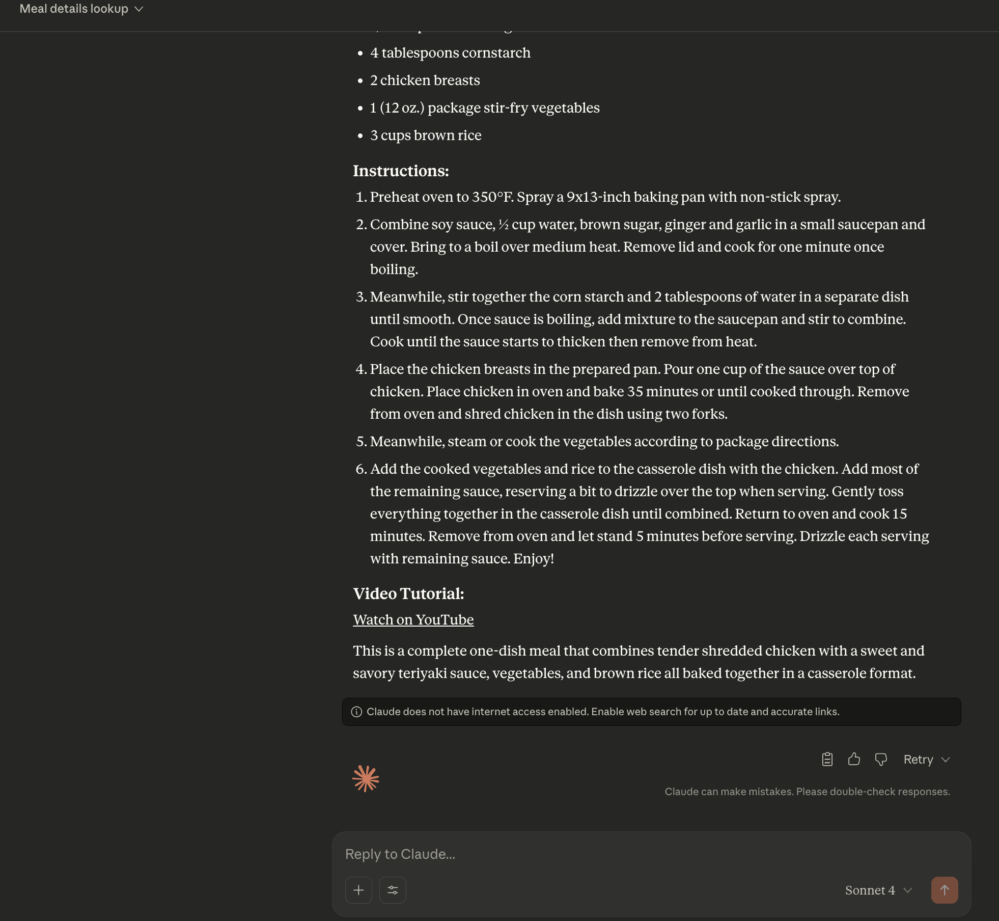 Meal details lookup
4 tablespoons cornstarch
2 chicken breasts
1 (12 oz.) package stir-fry vegetables
3 cups brown rice
Instructions:
1. Preheat oven to 350°F. Spray a 9x13-inch baking pan with non-stick spray.
2. Combine soy sauce, ½ cup water, brown sugar, ginger and garlic in a small saucepan and
cover. Bring to a boil over medium heat. Remove lid and cook for one minute once
boiling.
3. Meanwhile, stir together the corn starch and 2 tablespoons of water in a separate dish
until smooth. Once sauce is boiling, add mixture to the saucepan and stir to combine.
Cook until the sauce starts to thicken then remove from heat.
4. Place the chicken breasts in the prepared pan. Pour one cup of the sauce over top of
chicken. Place chicken in oven and bake 35 minutes or until cooked through. Remove
from oven and shred chicken in the dish using two forks.
5. Meanwhile, steam or cook the vegetables according to package directions.
6. Add the cooked vegetables and rice to the casserole dish with the chicken. Add most of
the remaining sauce, reserving a bit to drizzle over the top when serving. Gently toss
everything together in the casserole dish until combined. Return to oven and cook 15
minutes. Remove from oven and let stand 5 minutes before serving. Drizzle each serving
with remaining sauce. Enjoy!
Video Tutorial:
Watch on YouTube
This is a complete one-dish meal that combines tender shredded chicken with a sweet and
savory teriyaki sauce, vegetables, and brown rice all baked together in a casserole format.
Claude does not have internet access enabled. Enable web search for up to date and accurate links.
Retry
Claude can make mistakes. Please double-check responses.
Reply to Claude...
Sonnet 4